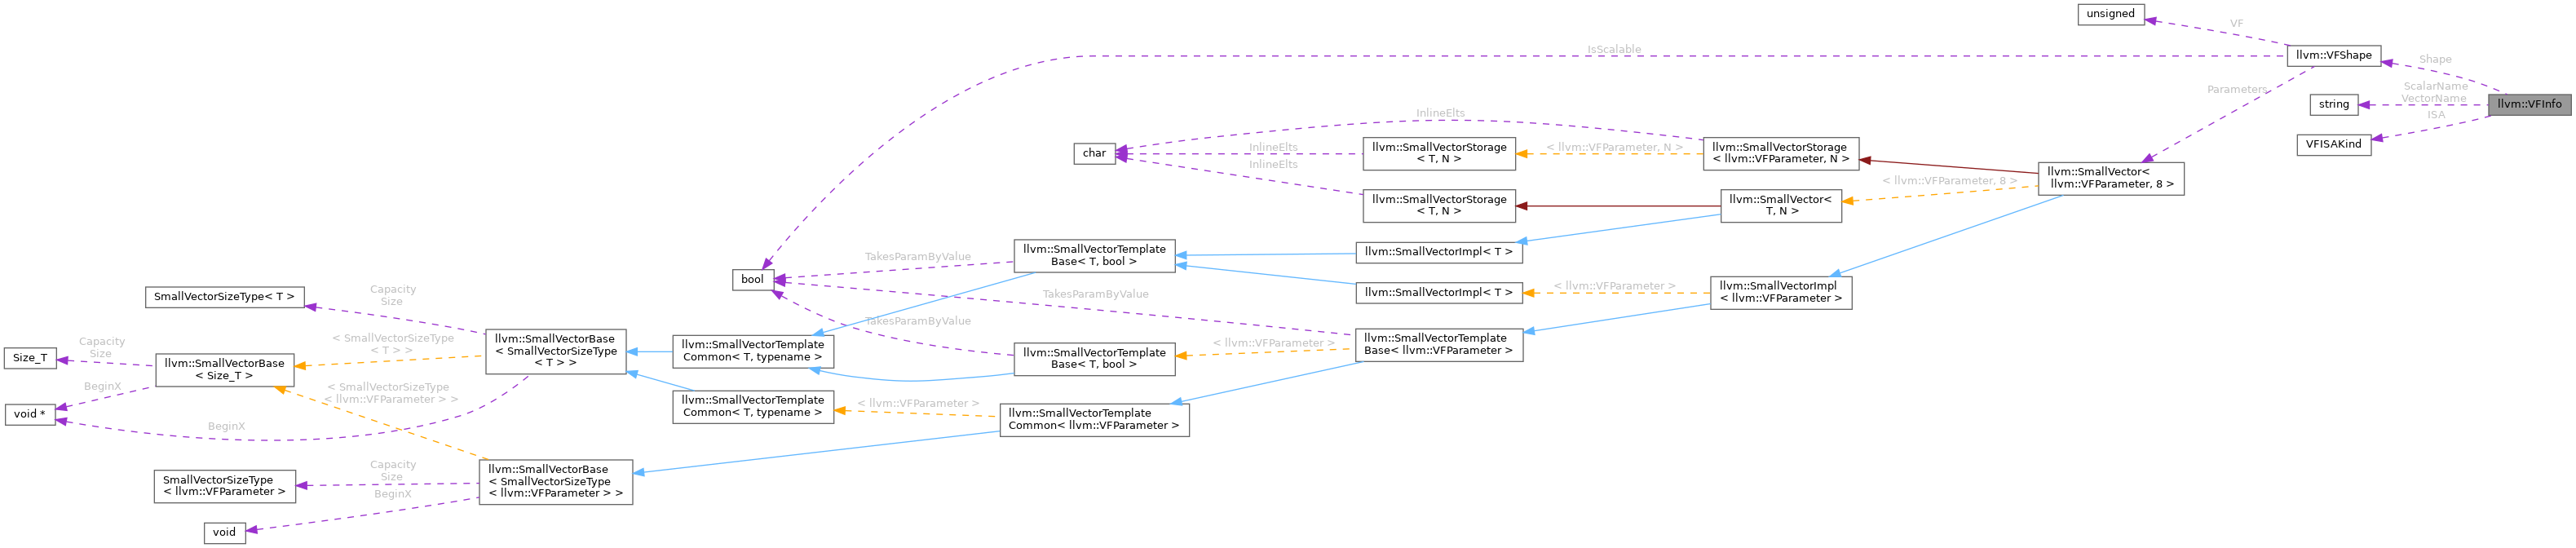 unsigned
VF
IsScalable
llvm::VFShape
Shape
ScalarName
VectorName
Parameters
string
llvm::VFInfo
ISA
VFISAKind
InlineElts
char
InlineElts
InlineElts
llvm::SmallVectorStorage
< T, N >
< llvm::VFParameter, N >
llvm::SmallVectorStorage
< llvm::VFParameter, N >
llvm::SmallVector<
llvm::VFParameter, 8 >
< llvm::VFParameter, 8 >
llvm::SmallVectorStorage
< T, N >
llvm::SmallVector<
T, N >
llvm::SmallVectorTemplate
Base< T, bool >
llvm::SmallVectorImpl< T >
TakesParamByValue
bool
llvm::SmallVectorImpl< T >
< llvm::VFParameter >
llvm::SmallVectorImpl
< llvm::VFParameter >
TakesParamByValue
SmallVectorSizeType< T >
Capacity
Size
TakesParamByValue
llvm::SmallVectorTemplate
Base< llvm::VFParameter >
< llvm::VFParameter >
llvm::SmallVectorTemplate
Base< T, bool >
llvm::SmallVectorTemplate
Common< T, typename >
llvm::SmallVectorBase
< SmallVectorSizeType
< T > >
< SmallVectorSizeType
< T > >
Size_T
Capacity
Size
llvm::SmallVectorBase
< Size_T >
BeginX
< SmallVectorSizeType
< llvm::VFParameter > >
void *
BeginX
llvm::SmallVectorTemplate
Common< T, typename >
< llvm::VFParameter >
llvm::SmallVectorTemplate
Common< llvm::VFParameter >
SmallVectorSizeType
< llvm::VFParameter >
Capacity
Size
llvm::SmallVectorBase
< SmallVectorSizeType
< llvm::VFParameter > >
BeginX
void